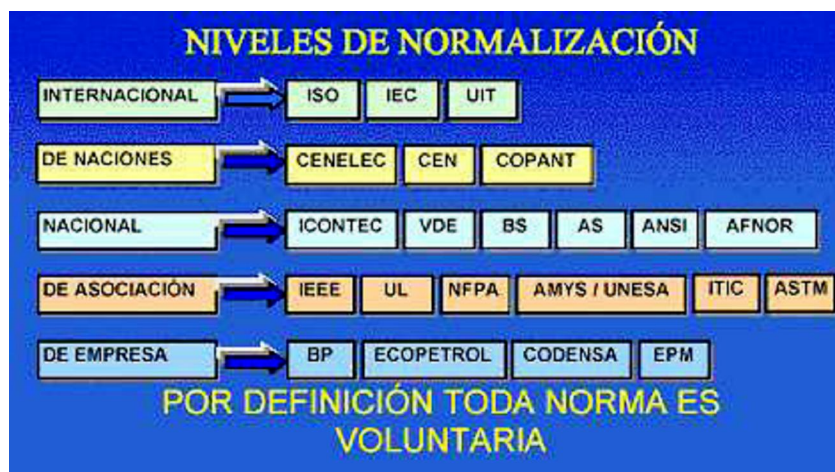 NIVELES DE NORMALIZACIÓN
INTERNACIONAL ISO IEC UIT
DE NACIONES CENELEC CEN COPANT
NACIONAL ICONTEC VDE BS AS ANSI AFNOR
DE ASOCIACIÓN IEEE UL NFPA AMYS / UNESA ITIC ASTM
DE EMPRESA BP ECOPETROL CODENSA EPM
POR DEFINICIÓN TODA NORMA ES
VOLUNTARIA